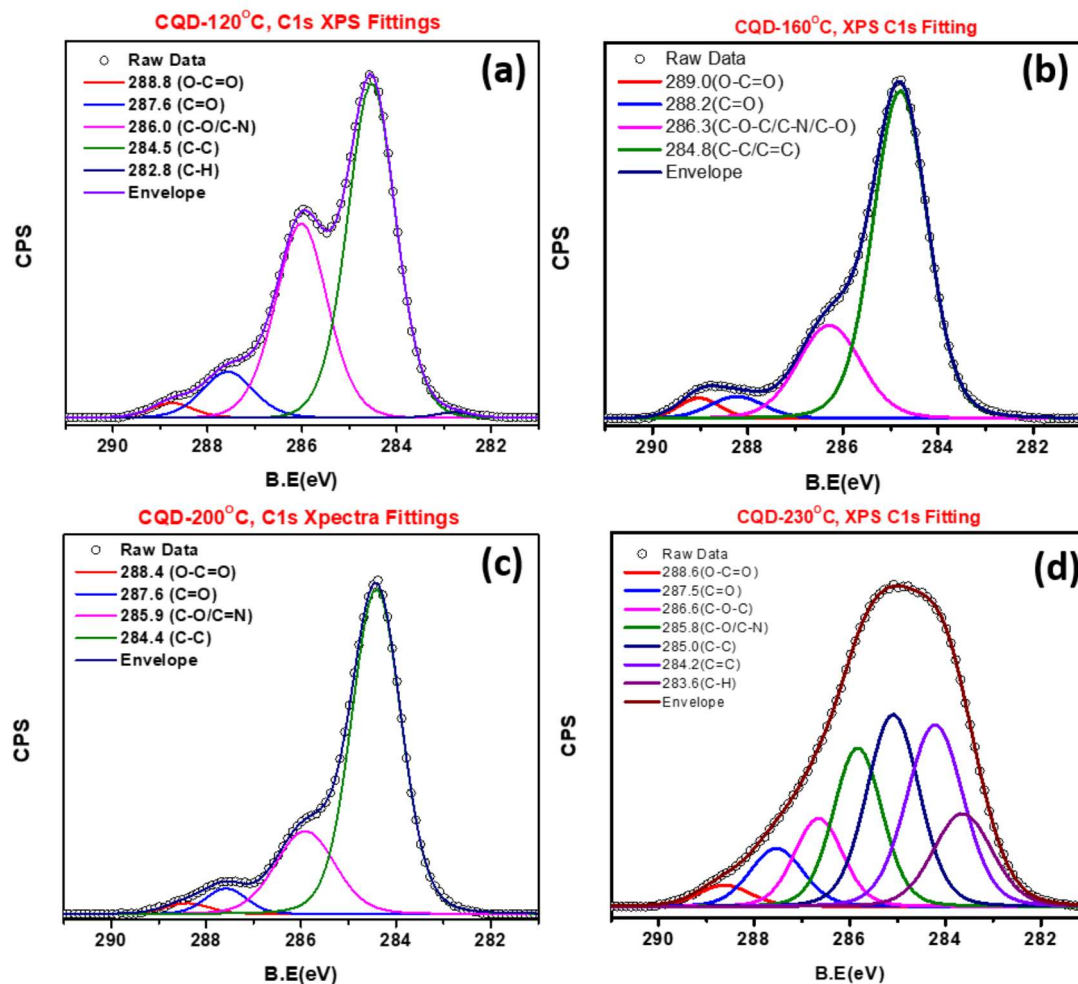 CQD-120°C, C1s XPS Fittings
(a)
Raw Data
288.8 (O-C=O)
287.6 (C=O)
286.0 (C-O/C-N)
284.5 (C-C)
282.8 (C-H)
Envelope
CPS
290 288 286 284 282
B.E(eV)
CQD-160°C, XPS C1s Fitting
(b)
Raw Data
289.0(O-C=O)
288.2(C=O)
286.3(C-O-C/C-N/C-O)
284.8(C-C/C=C)
Envelope
CPS
290 288 286 284 282
B.E(eV)
CQD-200°C, C1s Xpectra Fittings
(c)
Raw Data
288.4 (O-C=O)
287.6 (C=O)
285.9 (C-O/C=N)
284.4 (C-C)
Envelope
CPS
290 288 286 284 282
B.E(eV)
CQD-230°C, XPS C1s Fitting
(d)
Raw Data
288.6(O-C=O)
287.5(C=O)
286.6(C-O-C)
285.8(C-O/C-N)
285.0(C-C)
284.2(C=C)
283.6(C-H)
Envelope
CPS
290 288 286 284 282
B.E(eV)